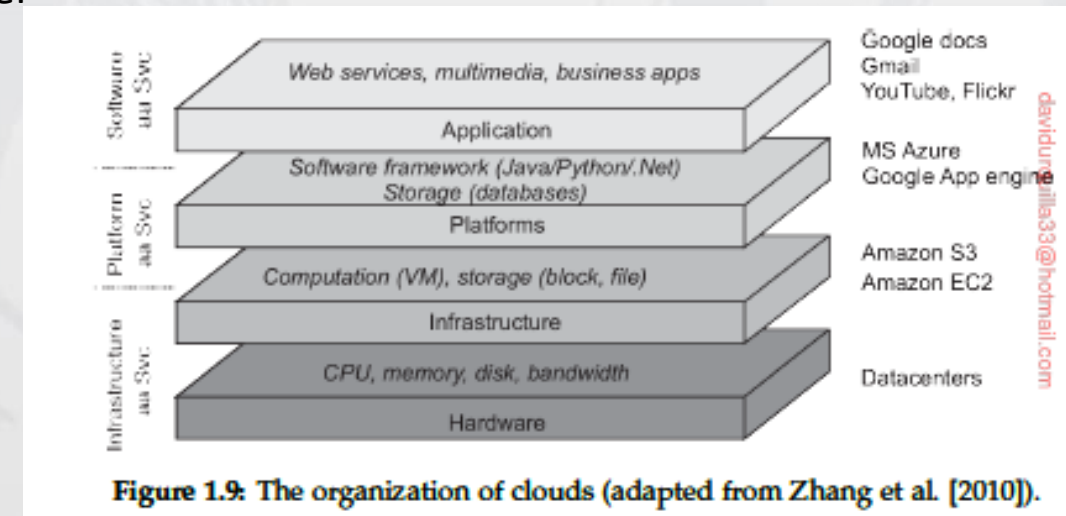 Software
aa Svc
Web services, multimedia, business apps
Application
Google docs
Gmail
YouTube, Flickr
Platform
aa Svc
Software framework (Java/Python/.Net)
Storage (databases)
Platforms
MS Azure
Google App engine
Computation (VM), storage (block, file)
Infrastructure
Amazon S3
Amazon EC2
Infrastructure
aa Svc
CPU, memory, disk, bandwidth
Hardware
Datacenters
Figure 1.9: The organization of clouds (adapted from Zhang et al. [2010]).